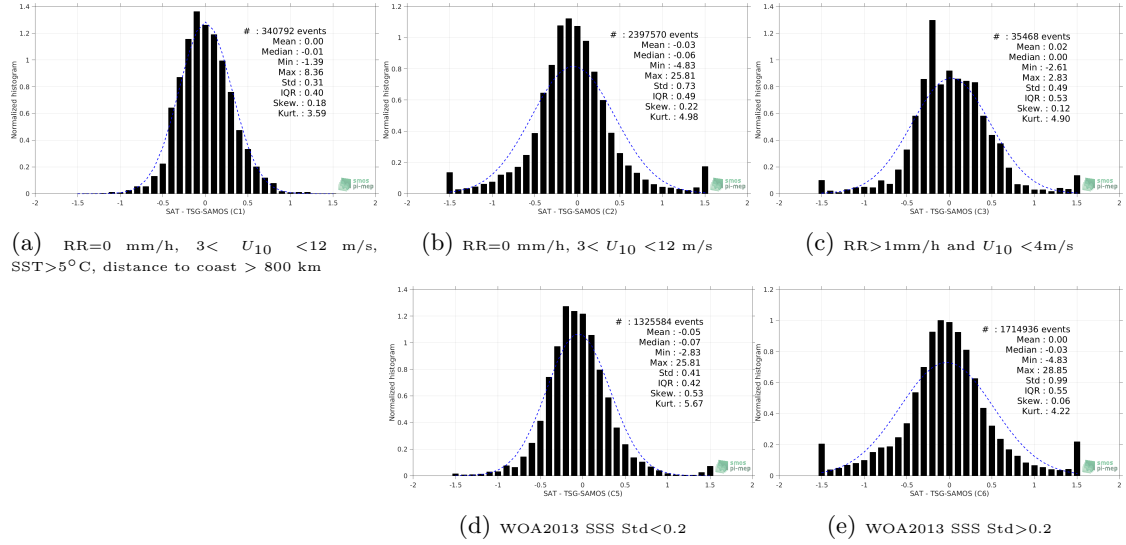 1.4
1.2
1
0.8
0.6
0.4
0.2
0
Normalized histogram
# : 340792 events
Mean : 0.00
Median : -0.01
Min : -1.39
Max : 8.36
Std : 0.31
IQR : 0.40
Skew. : 0.18
Kurt. : 3.59
smos
pi-mep
-2 -1.5 -1 -0.5 0 0.5 1 1.5 2
SAT - TSG-SAMOS (C1)
(a) RR=0 mm/h, 3< U10 <12 m/s,
SST>5°C, distance to coast > 800 km
1.2
1
0.8
0.6
0.4
0.2
0
Normalized histogram
# : 2397570 events
Mean : -0.03
Median : -0.06
Min : -4.83
Max : 25.81
Std : 0.73
IQR : 0.49
Skew. : 0.22
Kurt. : 4.98
smos
pi-mep
-2 -1.5 -1 -0.5 0 0.5 1 1.5 2
SAT - TSG-SAMOS (C2)
(b) RR=0 mm/h, 3< U10 <12 m/s
1.4
1.2
1
0.8
0.6
0.4
0.2
0
Normalized histogram
# : 35468 events
Mean : 0.02
Median : 0.00
Min : -2.61
Max : 2.83
Std : 0.49
IQR : 0.53
Skew. : 0.12
Kurt. : 4.90
smos
pi-mep
-2 -1.5 -1 -0.5 0 0.5 1 1.5 2
SAT - TSG-SAMOS (C3)
(c) RR>1mm/h and U10 <4m/s
1.4
1.2
1
0.8
0.6
0.4
0.2
0
Normalized histogram
# : 1325584 events
Mean : -0.05
Median : -0.07
Min : -2.83
Max : 25.81
Std : 0.41
IQR : 0.42
Skew. : 0.53
Kurt. : 5.67
smos
pi-mep
-2 -1.5 -1 -0.5 0 0.5 1 1.5 2
SAT - TSG-SAMOS (C5)
(d) WOA2013 SSS Std<0.2
1.2
1
0.8
0.6
0.4
0.2
0
Normalized histogram
# : 1714936 events
Mean : 0.00
Median : -0.03
Min : -4.83
Max : 28.85
Std : 0.99
IQR : 0.55
Skew. : 0.06
Kurt. : 4.22
smos
pi-mep
-2 -1.5 -1 -0.5 0 0.5 1 1.5 2
SAT - TSG-SAMOS (C6)
(e) WOA2013 SSS Std>0.2